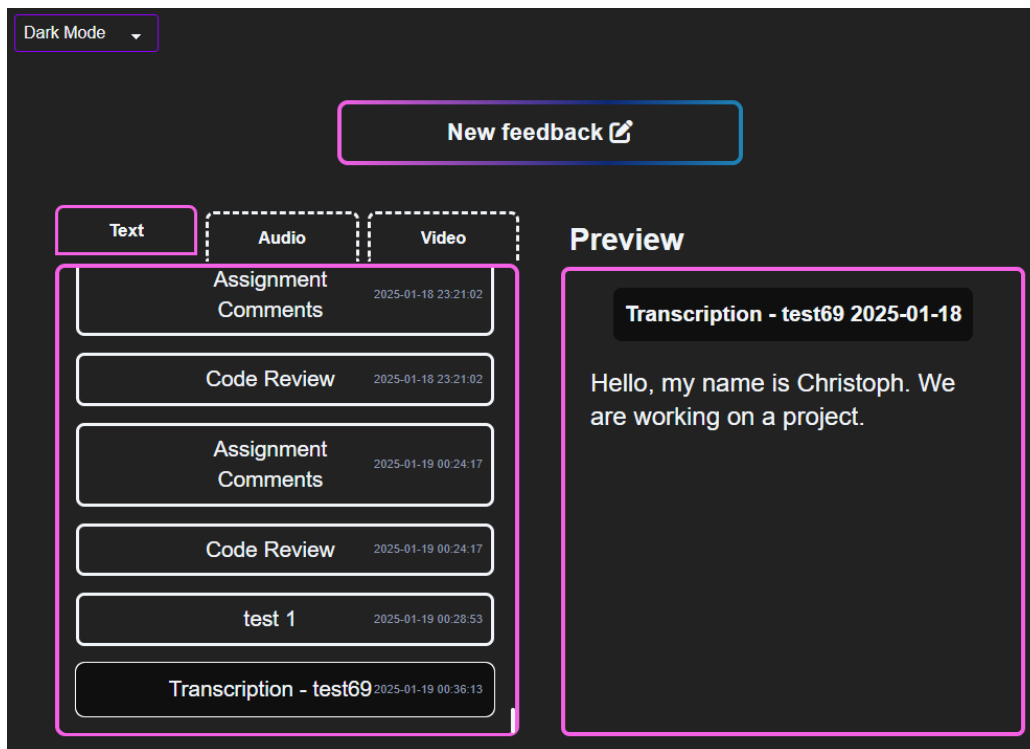 Dark Mode
New feedback
Text
Audio
Video
Assignment
Comments
2025-01-18 23:21:02
Code Review
2025-01-18 23:21:02
Assignment
Comments
2025-01-19 00:24:17
Code Review
2025-01-19 00:24:17
test 1
2025-01-19 00:28:53
Transcription - test69
2025-01-19 00:36:13
Preview
Transcription - test69 2025-01-18
Hello, my name is Christoph. We
are working on a project.